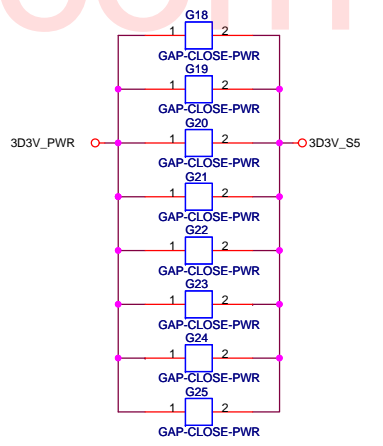 G18
1 2
GAP-CLOSE-PWR
G19
1 2
GAP-CLOSE-PWR
G20
3D3V_PWR 1 2 3D3V_S5
GAP-CLOSE-PWR
G21
1 2
GAP-CLOSE-PWR
G22
1 2
GAP-CLOSE-PWR
G23
1 2
GAP-CLOSE-PWR
G24
1 2
GAP-CLOSE-PWR
G25
1 2
GAP-CLOSE-PWR